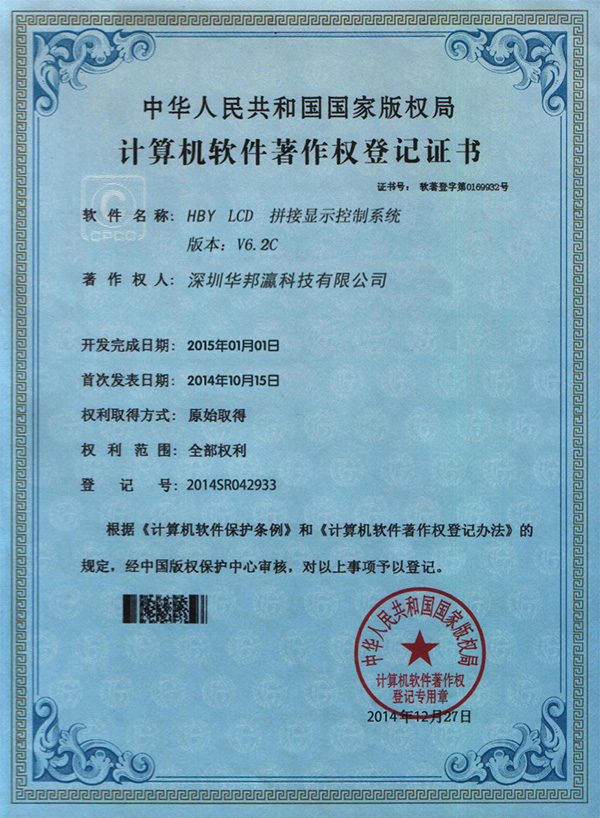 中华人民共和国国家版权局
计算机软件著作权登记证书
证书号： 软著登字第0169932号
CPCC
软件名称： HBY LCD 拼接显示控制系统
版本：V6.2C
著作权人： 深圳华邦瀛科技有限公司
开发完成日期： 2015年01月01日
首次发表日期： 2014年10月15日
权利取得方式： 原始取得
权利范围： 全部权利
登记号： 2014SR042933
根据《计算机软件保护条例》和《计算机软件著作权登记办法》的
规定，经中国版权保护中心审核，对以上事项予以登记。
中华人民共和国国家版权局
计算机软件著作权
登记专用章
2014年12月27日